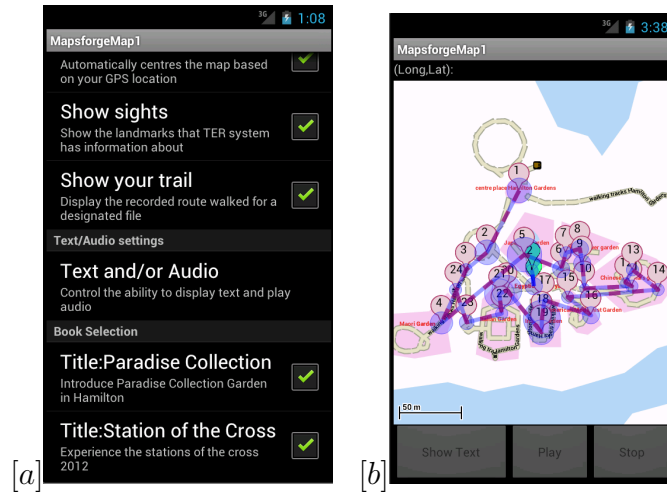 3G 1:08
MapsforgeMap1
Automatically centres the map based
on your GPS location
Show sights
Show the landmarks that TER system
has information about
Show your trail
Display the recorded route walked for a
designated file
Text/Audio settings
Text and/or Audio
Control the ability to display text and play
audio
Book Selection
Title:Paradise Collection
Introduce Paradise Collection Garden
in Hamilton
Title:Station of the Cross
Experience the stations of the cross
2012
[a]
3G 3:38
MapsforgeMap1
(Long,Lat):
1
centre place Hamilton Gardens
walking tracks Hamilton
2
5
7
8
3
6
9
13
24
10
14
4
23
22
17
15
16
18
19
50 m
Show Text Play Stop
[b]